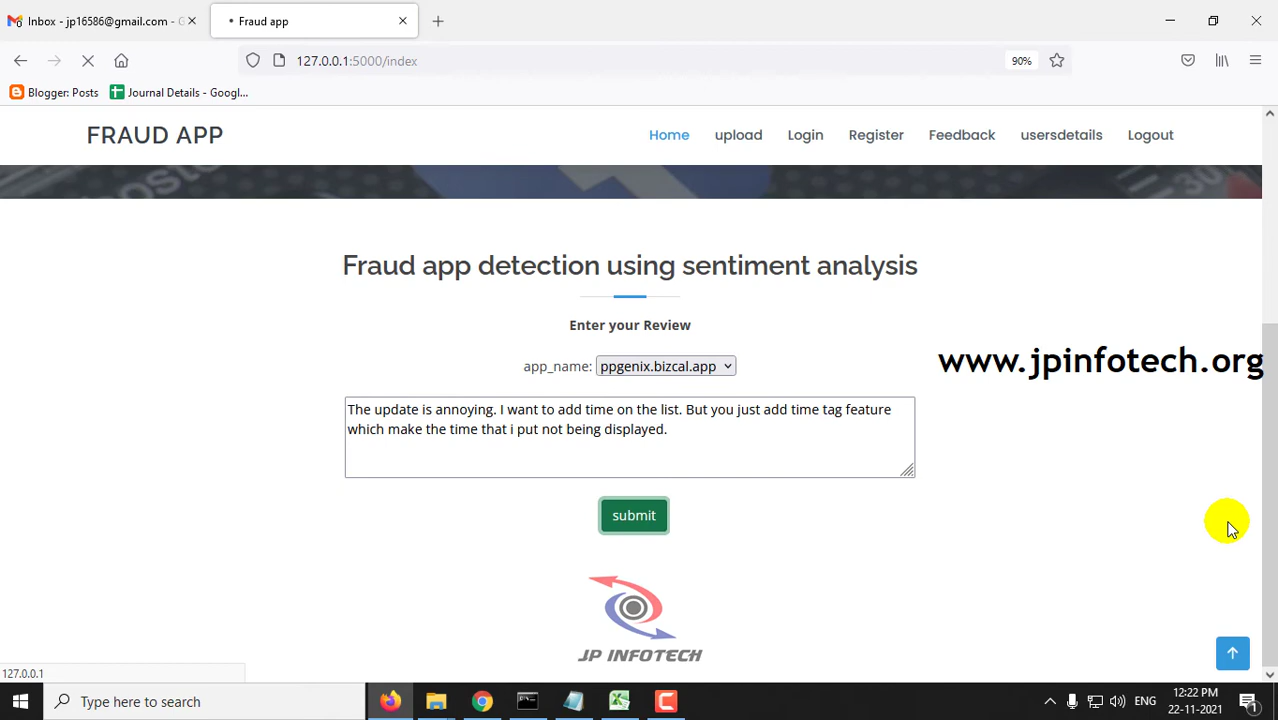 Inbox - jp16586@gmail.com - G
Fraud app
127.0.0.1:5000/index
90%
Blogger: Posts
Journal Details - Googl...
FRAUD APP
Home
upload
Login
Register
Feedback
usersdetails
Logout
Fraud app detection using sentiment analysis
Enter your Review
www.jpinfotech.org
app_name: ppgenix.bizcal.app
The update is annoying. I want to add time on the list. But you just add time tag feature
which make the time that i put not being displayed.
submit
JP INFOTECH
127.0.0.1
Type here to search
ENG
12:22 PM
22-11-2021
1